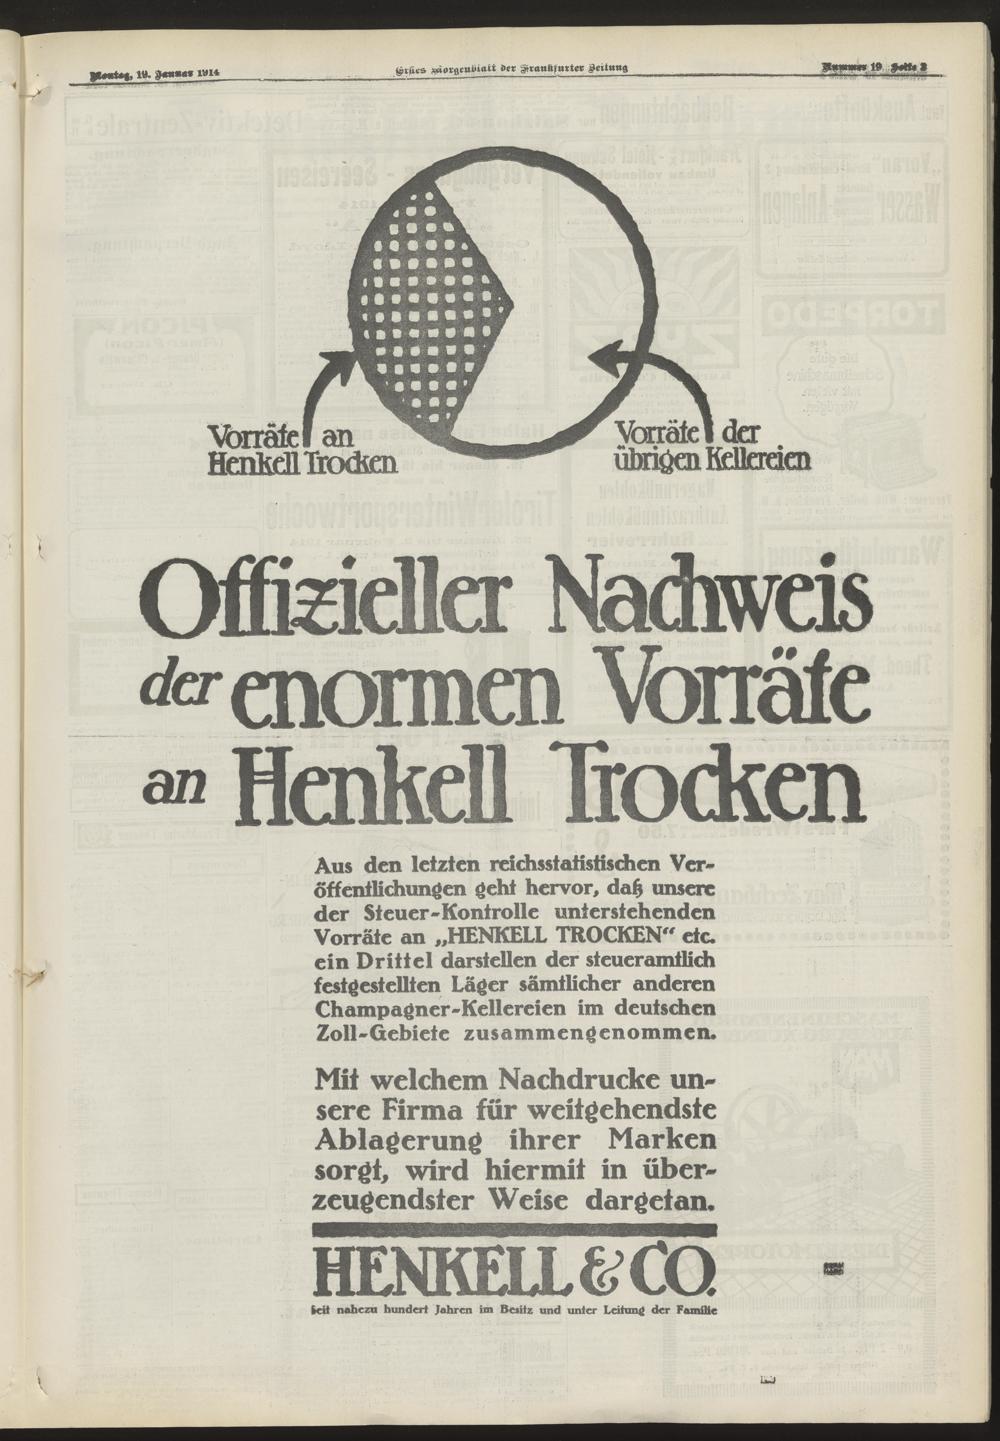 Montag, 19. Januar 1914
Erstes Morgenblatt der Frankfurter Zeitung
Nummer 19 Seite 3
Vorräte an
Henkell Trocken
Vorräte der
übrigen Kellereien
Offizieller Nachweis
der enormen Vorräte
an Henkell Trocken
Aus den letzten reichsstatistischen Ver-
öffentlichungen geht hervor, daß unsere
der Steuer-Kontrolle unterstehenden
Vorräte an „HENKELL TROCKEN“ etc.
ein Drittel darstellen der steueramtlich
festgestellten Läger sämtlicher anderen
Champagner-Kellereien im deutschen
Zoll-Gebiete zusammengenommen.
Mit welchem Nachdrucke un-
sere Firma für weitgehendste
Ablagerung ihrer Marken
sorgt, wird hiermit in über-
zeugendster Weise dargetan.
HENKELL & CO.
Seit nahezu hundert Jahren im Besitz und unter Leitung der Familie